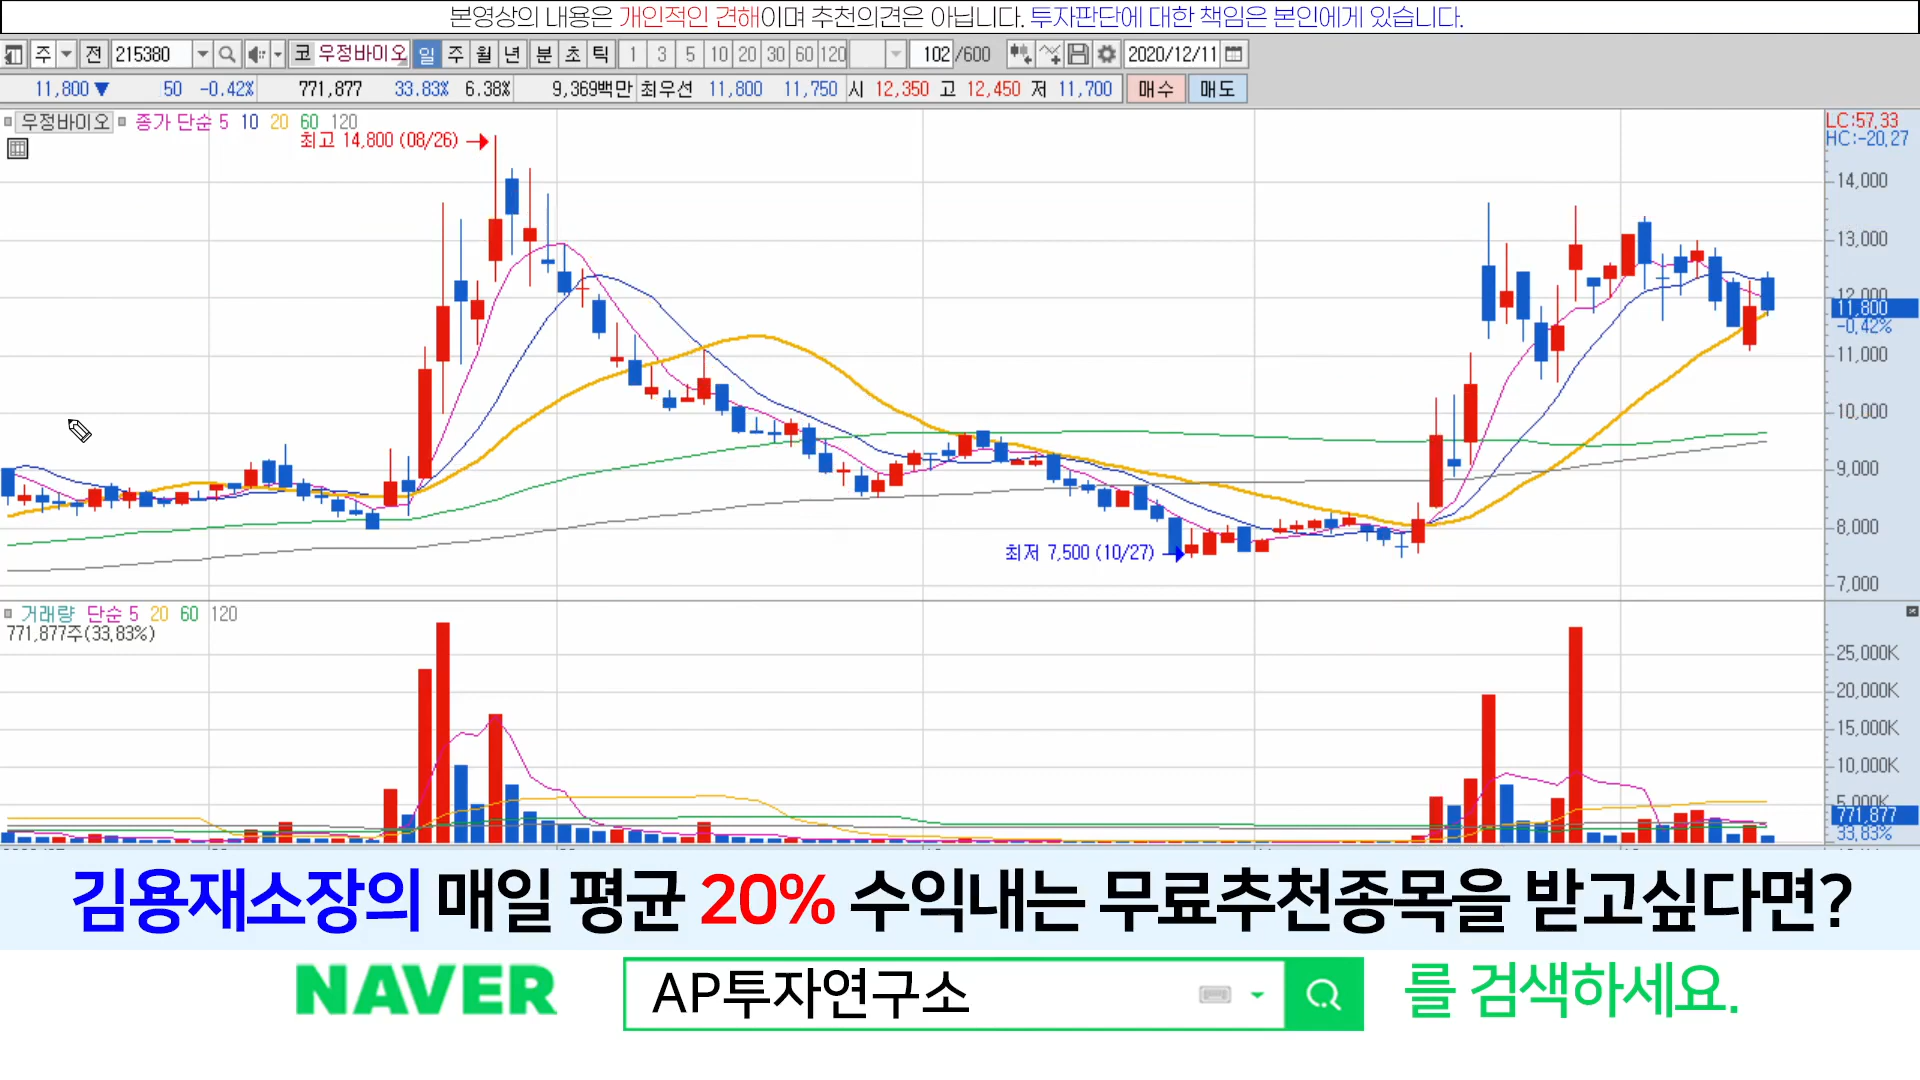 본영상의 내용은 개인적인 견해이며 추천의견은 아닙니다. 투자판단에 대한 책임은 본인에게 있습니다.
주 전 215380 코 우정바이오 일 주 월 년 분 초 틱 1 3 5 10 20 30 60 120 102 /600 2020/12/11
11,800 ▼ 50 -0.42% 771,877 33.83% 6.38% 9,369백만 최우선 11,800 11,750 시 12,350 고 12,450 저 11,700 매수 매도
우정바이오 종가 단순 5 10 20 60 120
LC:57.33
HC:-20.27
최고 14,800 (08/26)
14,000
13,000
12,000
11,800
-0.42%
11,000
10,000
9,000
8,000
최저 7,500 (10/27)
7,000
거래량 단순 5 20 60 120
771,877주(33.83%)
25,000K
20,000K
15,000K
10,000K
5,000K
771,877
33.83%
김용재소장의 매일 평균 20% 수익내는 무료추천종목을 받고싶다면?
NAVER AP투자연구소 를 검색하세요.